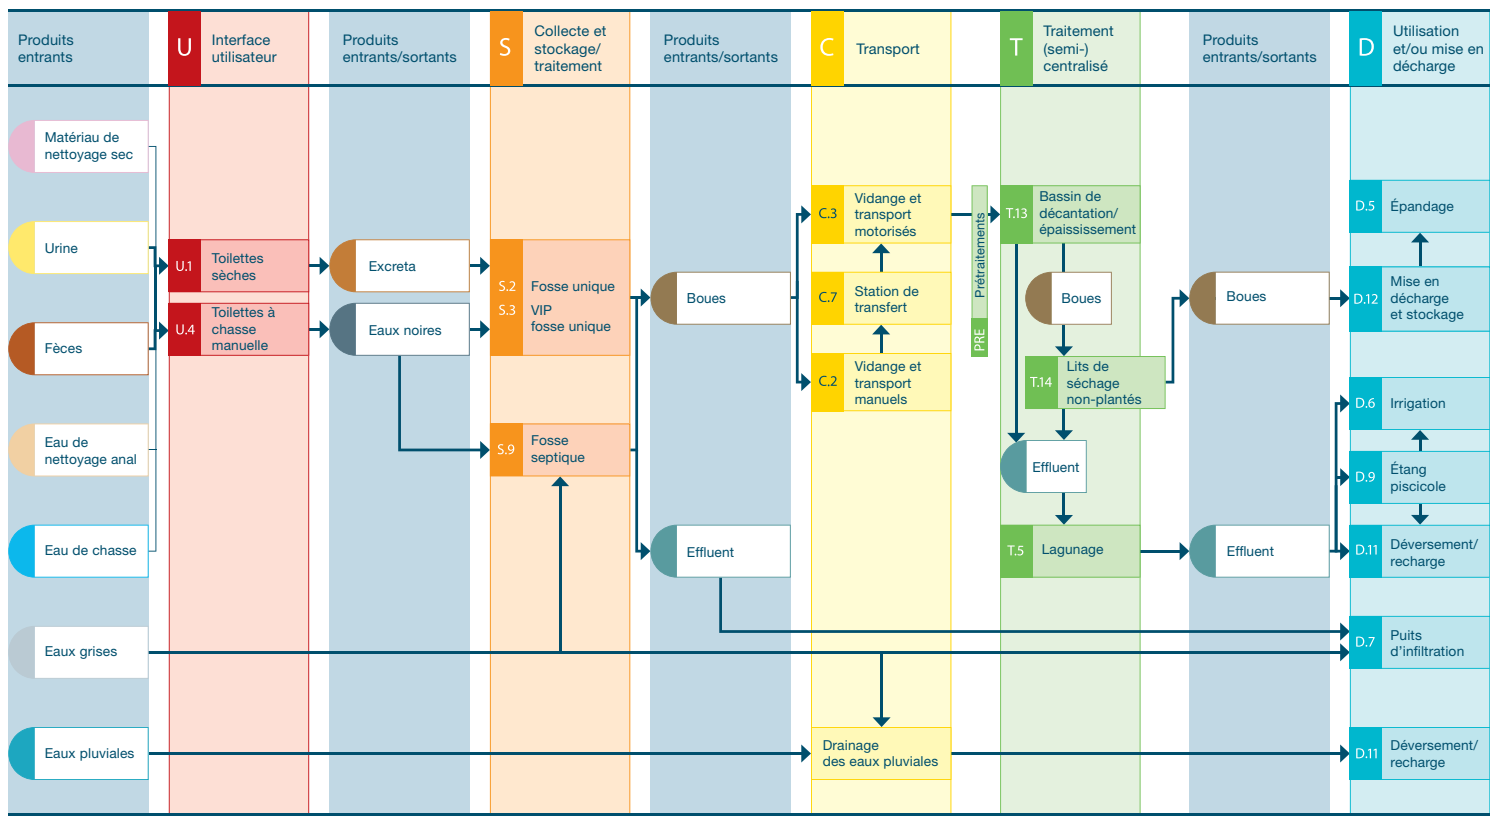 Produits
entrants
U
Interface
utilisateur
Produits
entrants/sortants
S
Collecte et
stockage/
traitement
Produits
entrants/sortants
C
Transport
T
Traitement
(semi-)
centralisé
Produits
entrants/sortants
D
Utilisation
et/ou mise en
décharge
Matériau de
nettoyage sec
Urine
Fèces
Eau de
nettoyage anal
Eau de chasse
Eaux grises
Eaux pluviales
U.1
Toilettes
sèches
U.4
Toilettes à
chasse
manuelle
Excreta
Eaux noires
S.2
Fosse unique
S.3
VIP
fosse unique
S.9
Fosse
septique
Boues
Effluent
C.3
Vidange et
transport
motorisés
C.7
Station de
transfert
C.2
Vidange et
transport
manuels
Drainage
des eaux pluviales
PRE
Prétraitements
T.13
Bassin de
décantation/
épaississement
Boues
T.14
Lits de
séchage
non-plantés
Effluent
T.5
Lagunage
Boues
Effluent
D.5
Épandage
D.12
Mise en
décharge
et stockage
D.6
Irrigation
D.9
Étang
piscicole
D.11
Déversement/
recharge
D.7
Puits
d’infiltration
D.11
Déversement/
recharge